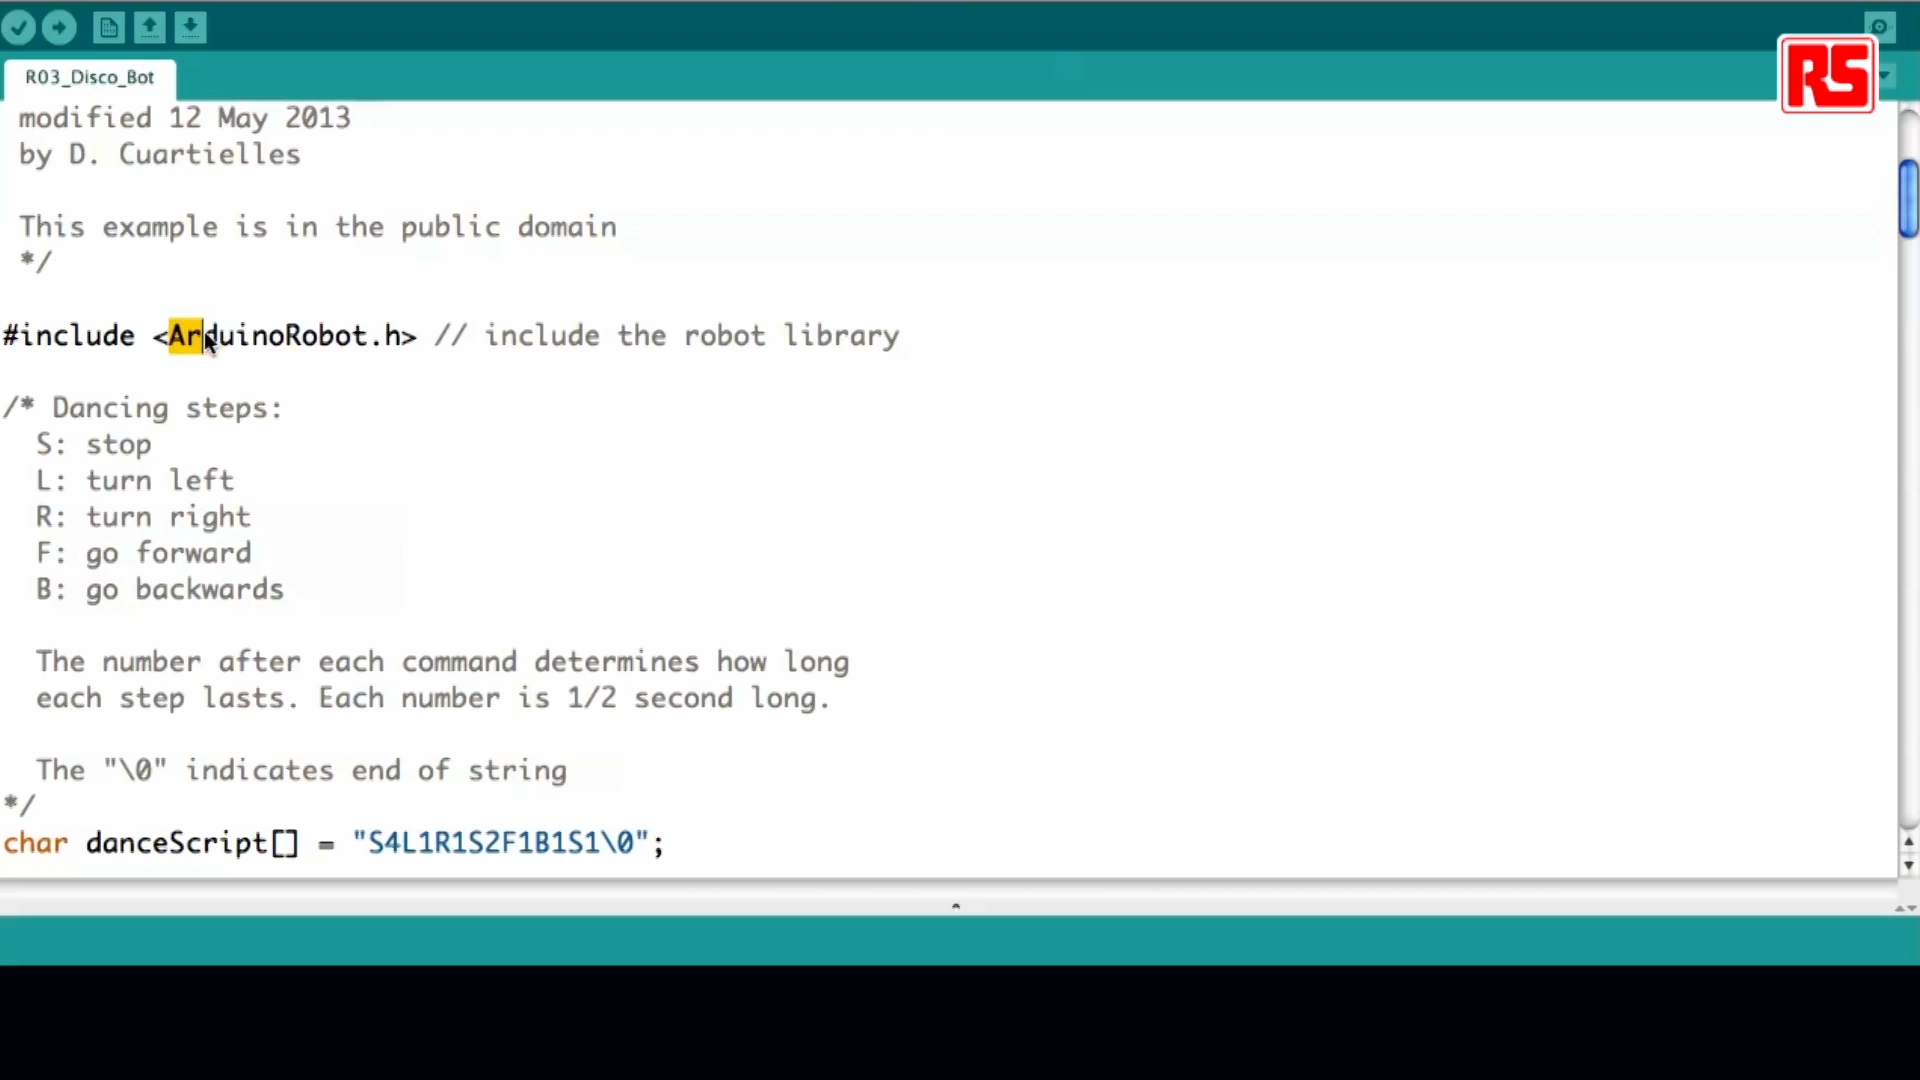 R03_Disco_Bot
RS
modified 12 May 2013
by D. Cuartielles
This example is in the public domain
*/
#include <ArduinoRobot.h> // include the robot library
/* Dancing steps:
S: stop
L: turn left
R: turn right
F: go forward
B: go backwards
The number after each command determines how long
each step lasts. Each number is 1/2 second long.
The "\0" indicates end of string
*/
char danceScript[] = "S4L1R1S2F1B1S1\0";